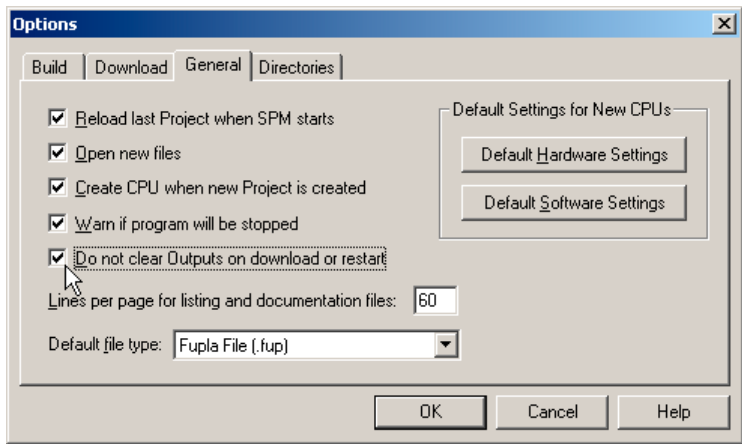 Options
Build Download General Directories
Reload last Project when SPM starts
Open new files
Create CPU when new Project is created
Warn if program will be stopped
Do not clear Outputs on download or restart
Lines per page for listing and documentation files: 60
Default file type: Fupla File (.fup)
Default Settings for New CPUs
Default Hardware Settings
Default Software Settings
OK Cancel Help